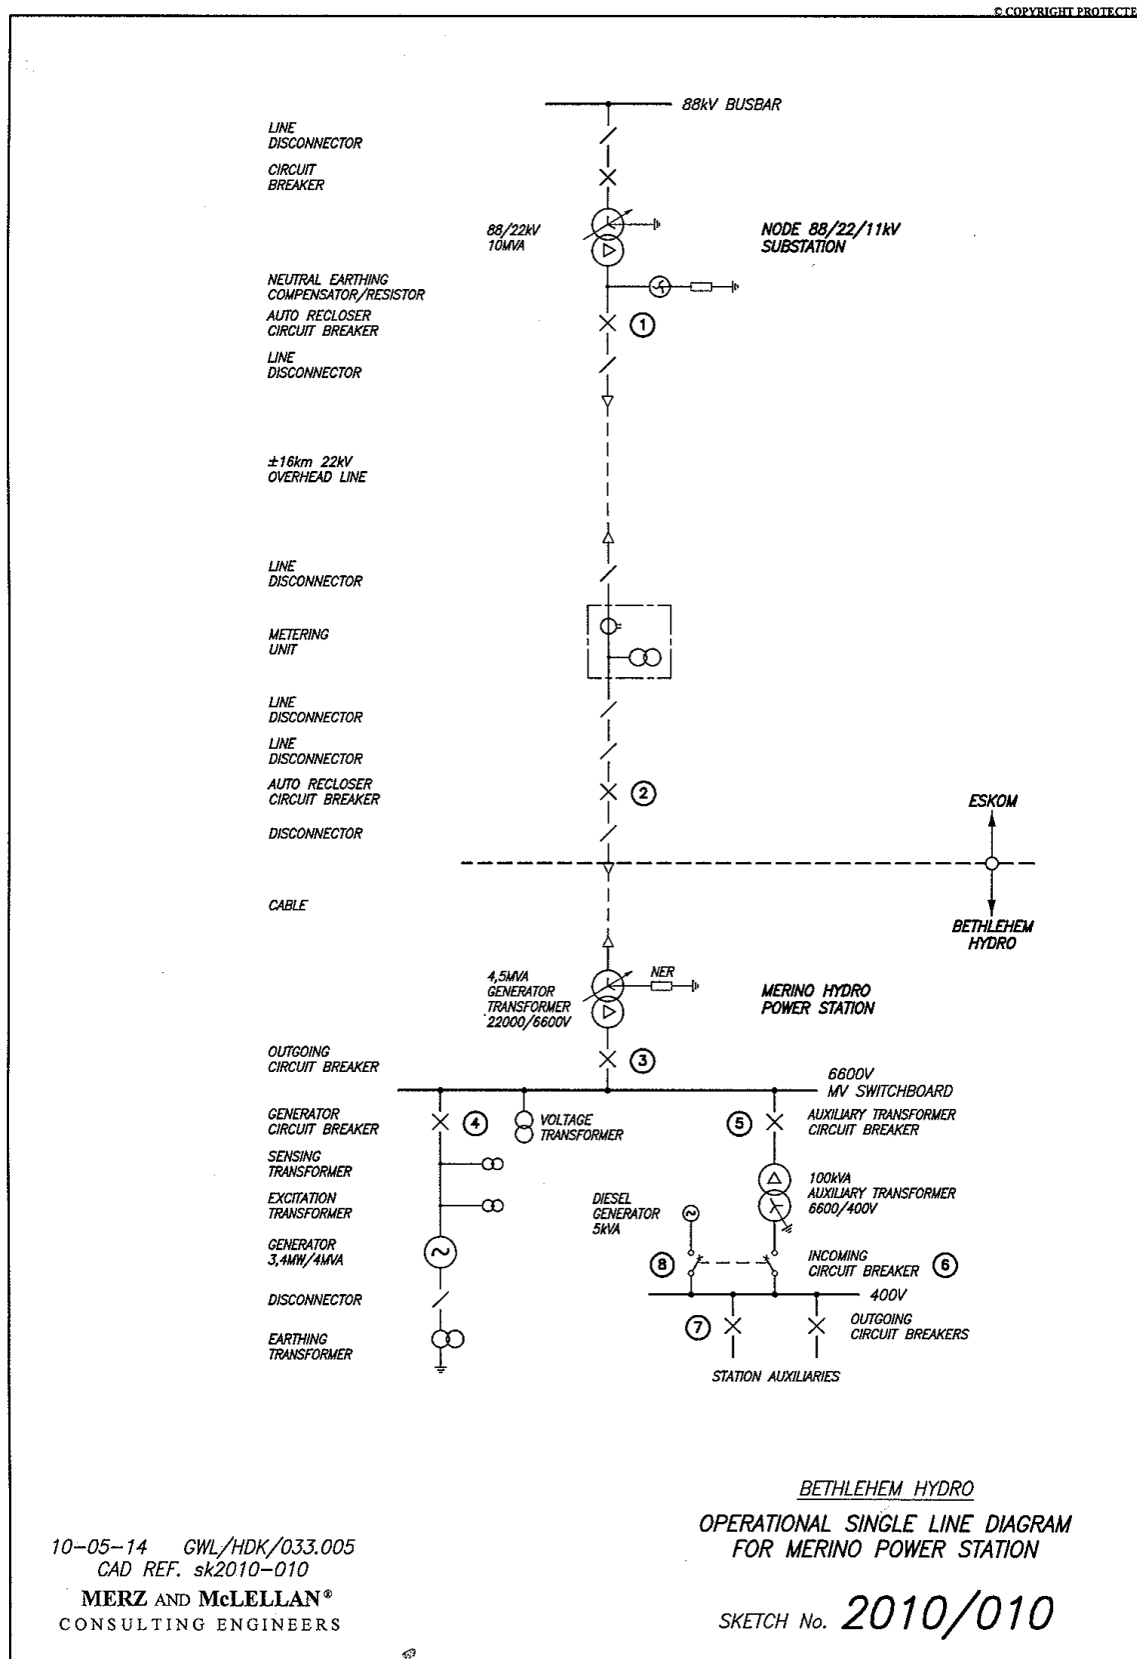 © COPYRIGHT PROTECTE
88kV BUSBAR
LINE
DISCONNECTOR
CIRCUIT
BREAKER
88/22kV
10MVA
NODE 88/22/11kV
SUBSTATION
NEUTRAL EARTHING
COMPENSATOR/RESISTOR
AUTO RECLOSER
CIRCUIT BREAKER
1
LINE
DISCONNECTOR
±16km 22kV
OVERHEAD LINE
LINE
DISCONNECTOR
METERING
UNIT
LINE
DISCONNECTOR
LINE
DISCONNECTOR
AUTO RECLOSER
CIRCUIT BREAKER
2
ESKOM
DISCONNECTOR
CABLE
BETHLEHEM
HYDRO
4,5MVA
GENERATOR
TRANSFORMER
22000/6600V
NER
MERINO HYDRO
POWER STATION
OUTGOING
CIRCUIT BREAKER
3
6600V
MV SWITCHBOARD
GENERATOR
CIRCUIT BREAKER
4
VOLTAGE
TRANSFORMER
5
AUXILIARY TRANSFORMER
CIRCUIT BREAKER
SENSING
TRANSFORMER
EXCITATION
TRANSFORMER
DIESEL
GENERATOR
5kVA
100kVA
AUXILIARY TRANSFORMER
6600/400V
GENERATOR
3,4MW/4MVA
8
INCOMING
CIRCUIT BREAKER
6
DISCONNECTOR
400V
EARTHING
TRANSFORMER
7
OUTGOING
CIRCUIT BREAKERS
STATION AUXILIARIES
BETHLEHEM HYDRO
OPERATIONAL SINGLE LINE DIAGRAM
FOR MERINO POWER STATION
SKETCH No. 2010/010
10-05-14 GWL/HDK/033.005
CAD REF. sk2010-010
MERZ AND McLELLAN®
CONSULTING ENGINEERS